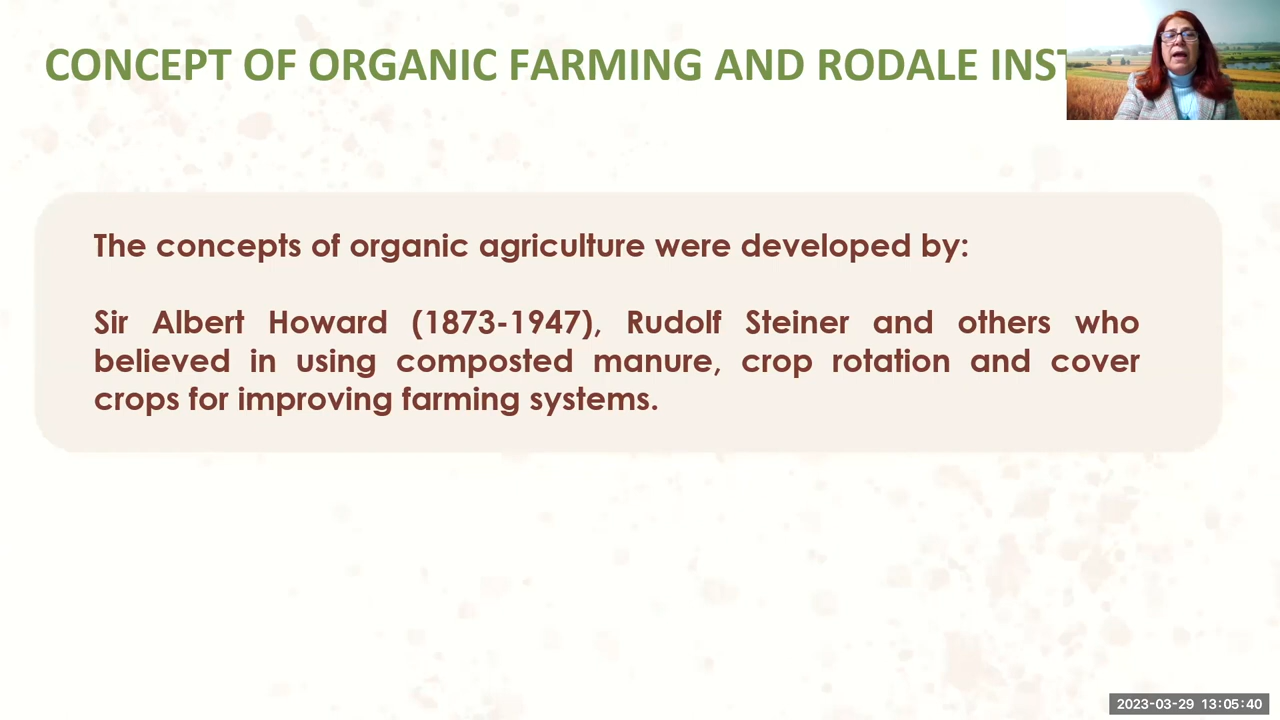 CONCEPT OF ORGANIC FARMING AND RODALE
The concepts of organic agriculture were developed by:
Sir Albert Howard (1873-1947), Rudolf Steiner and others who
believed in using composted manure, crop rotation and cover
crops for improving farming systems.
2023-03-29 13:05:40